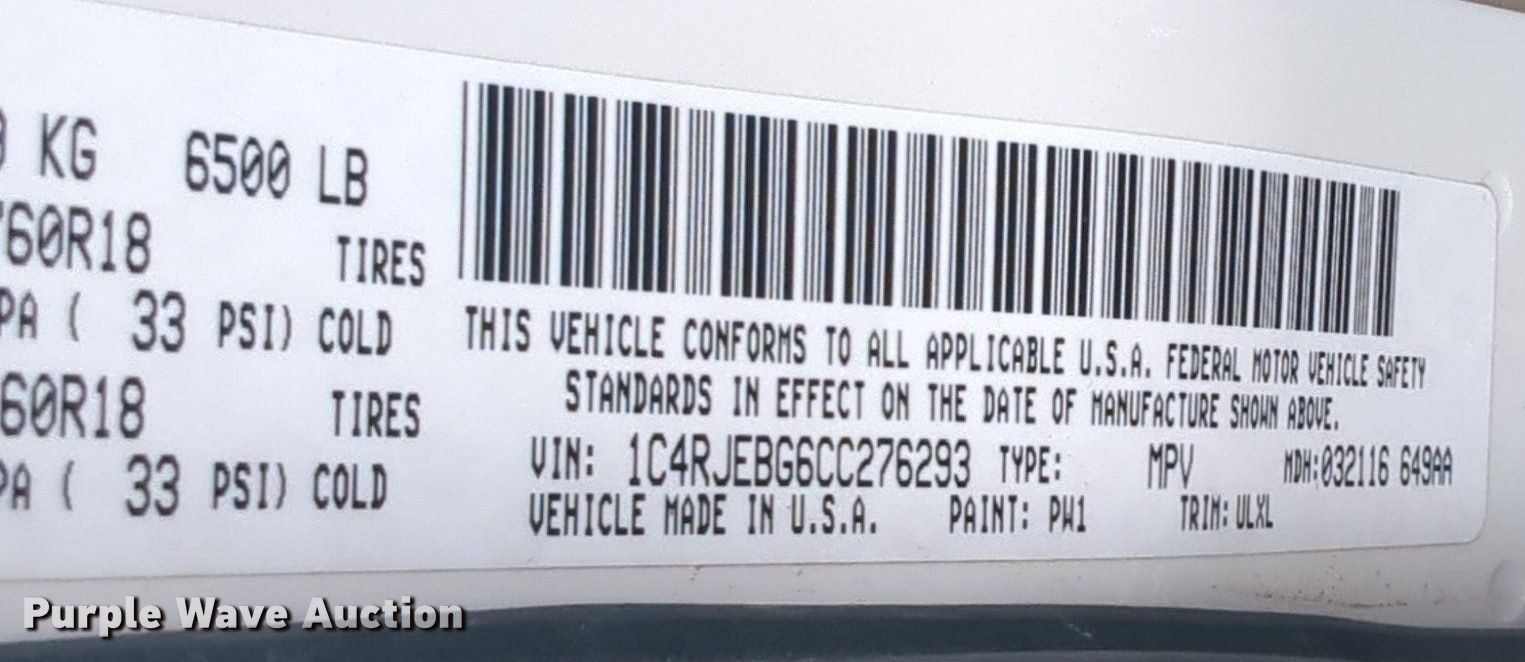 KG 6500 LB
60R18 TIRES
PA ( 33 PSI) COLD
60R18 TIRES
PA ( 33 PSI) COLD
THIS VEHICLE CONFORMS TO ALL APPLICABLE U.S.A. FEDERAL MOTOR VEHICLE SAFETY
STANDARDS IN EFFECT ON THE DATE OF MANUFACTURE SHOWN ABOVE.
VIN: 1C4RJEBG6CC276293 TYPE: MPV MDH:032116 649AA
VEHICLE MADE IN U.S.A. PAINT: PW1 TRIM: ULXL
Purple Wave Auction